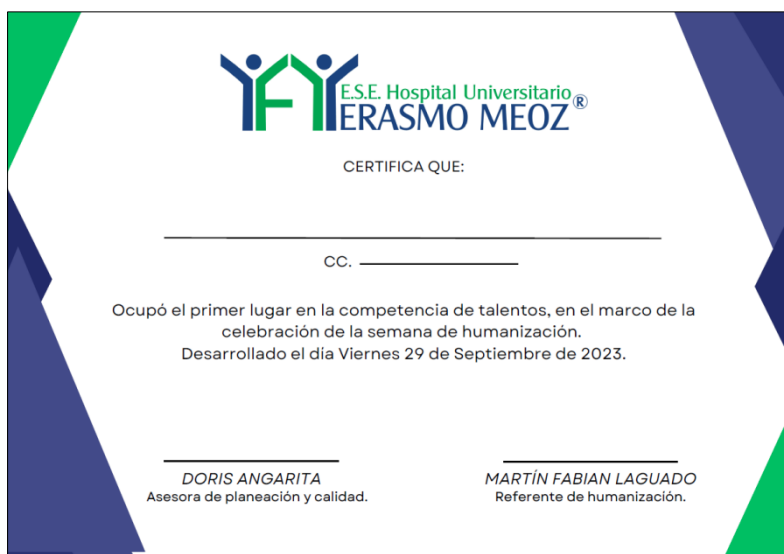 E.S.E. Hospital Universitario
ERASMO MEOZ®
CERTIFICA QUE:
CC.
Ocupó el primer lugar en la competencia de talentos, en el marco de la
celebración de la semana de humanización.
Desarrollado el día Viernes 29 de Septiembre de 2023.
DORIS ANGARITA
Asesora de planeación y calidad.
MARTÍN FABIAN LAGUADO
Referente de humanización.